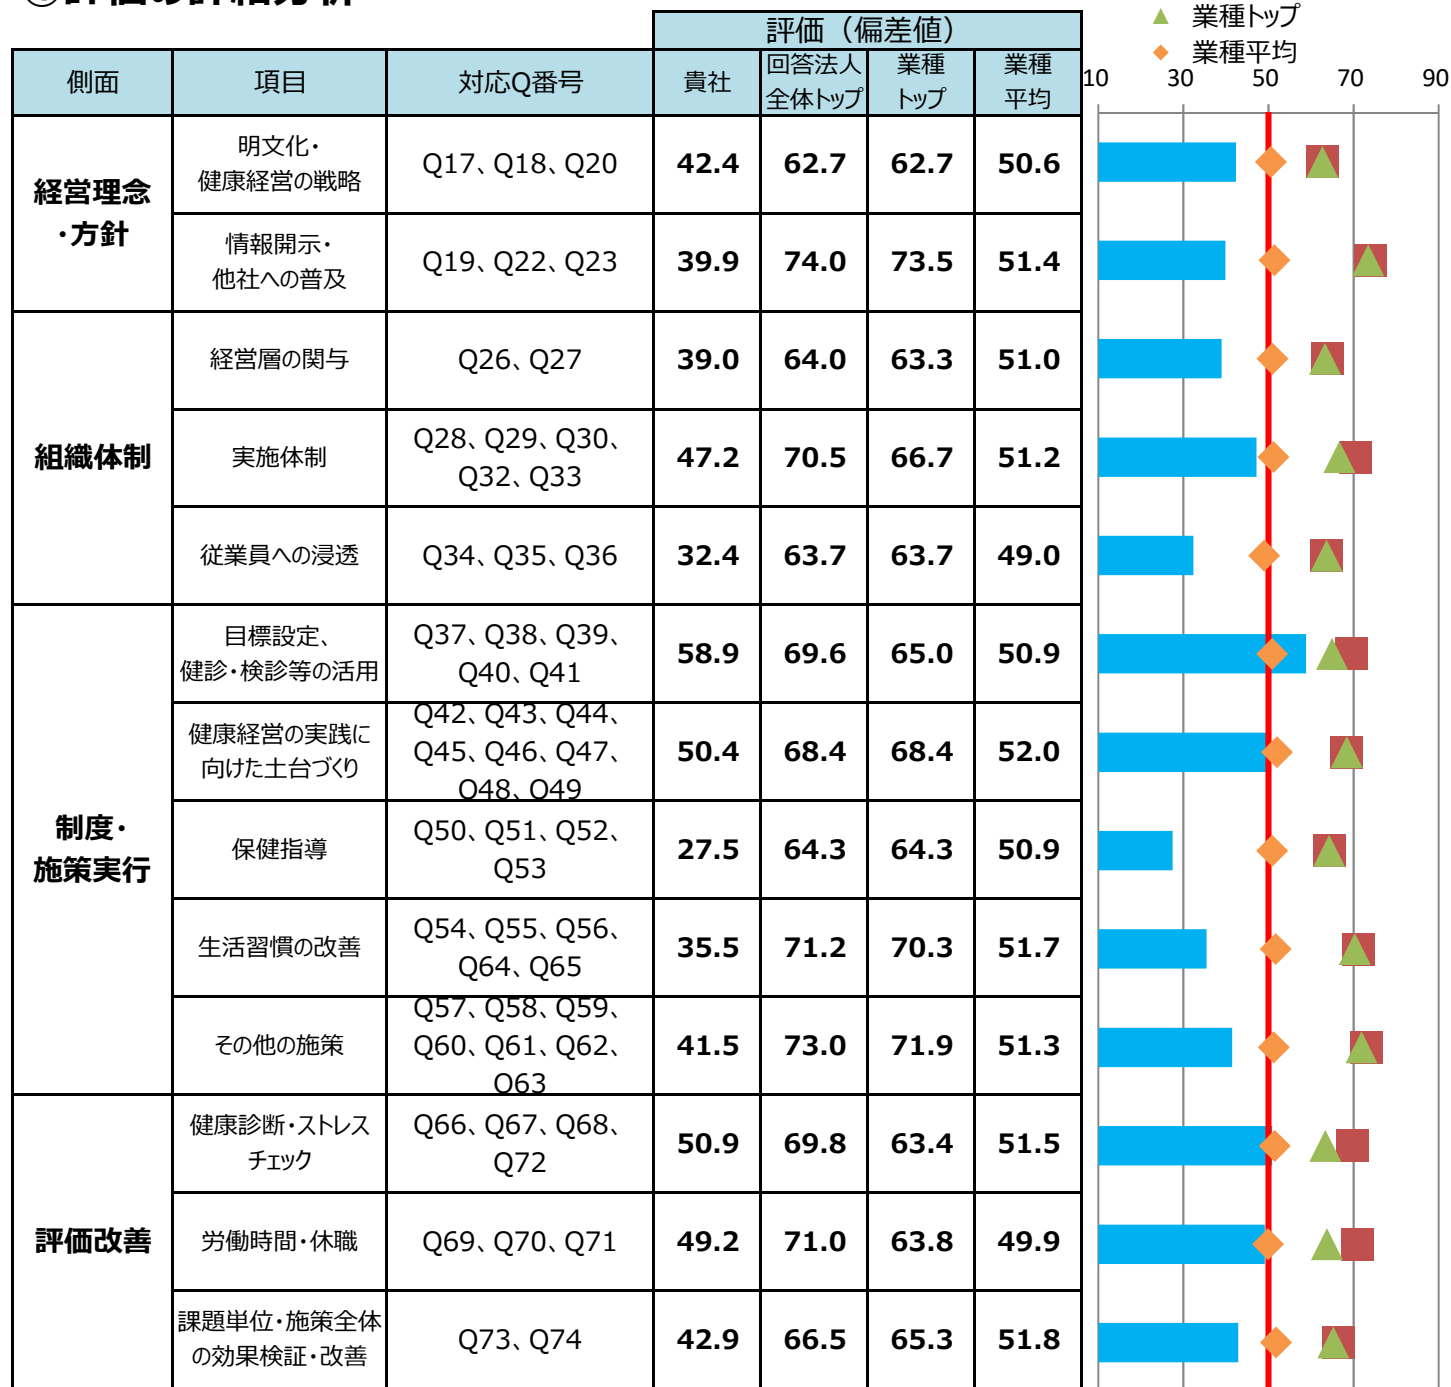 ①評価の詳細分析
▲ 業種トップ
◆ 業種平均
評価（偏差値）
側面 項目 対応Q番号 貴社 回答法人 業種 業種
全体トップ トップ 平均
10 30 50 70 90
経営理念
・方針
明文化・
健康経営の戦略
Q17、Q18、Q20
42.4 62.7 62.7 50.6
情報開示・
他社への普及
Q19、Q22、Q23
39.9 74.0 73.5 51.4
組織体制
経営層の関与
Q26、Q27
39.0 64.0 63.3 51.0
実施体制
Q28、Q29、Q30、
Q32、Q33
47.2 70.5 66.7 51.2
従業員への浸透
Q34、Q35、Q36
32.4 63.7 63.7 49.0
制度・
施策実行
目標設定、
健診・検診等の活用
Q37、Q38、Q39、
Q40、Q41
58.9 69.6 65.0 50.9
健康経営の実践に
向けた土台づくり
Q42、Q43、Q44、
Q45、Q46、Q47、
Q48、Q49
50.4 68.4 68.4 52.0
保健指導
Q50、Q51、Q52、
Q53
27.5 64.3 64.3 50.9
生活習慣の改善
Q54、Q55、Q56、
Q64、Q65
35.5 71.2 70.3 51.7
その他の施策
Q57、Q58、Q59、
Q60、Q61、Q62、
Q63
41.5 73.0 71.9 51.3
評価改善
健康診断・ストレス
チェック
Q66、Q67、Q68、
Q72
50.9 69.8 63.4 51.5
労働時間・休職
Q69、Q70、Q71
49.2 71.0 63.8 49.9
課題単位・施策全体
の効果検証・改善
Q73、Q74
42.9 66.5 65.3 51.8